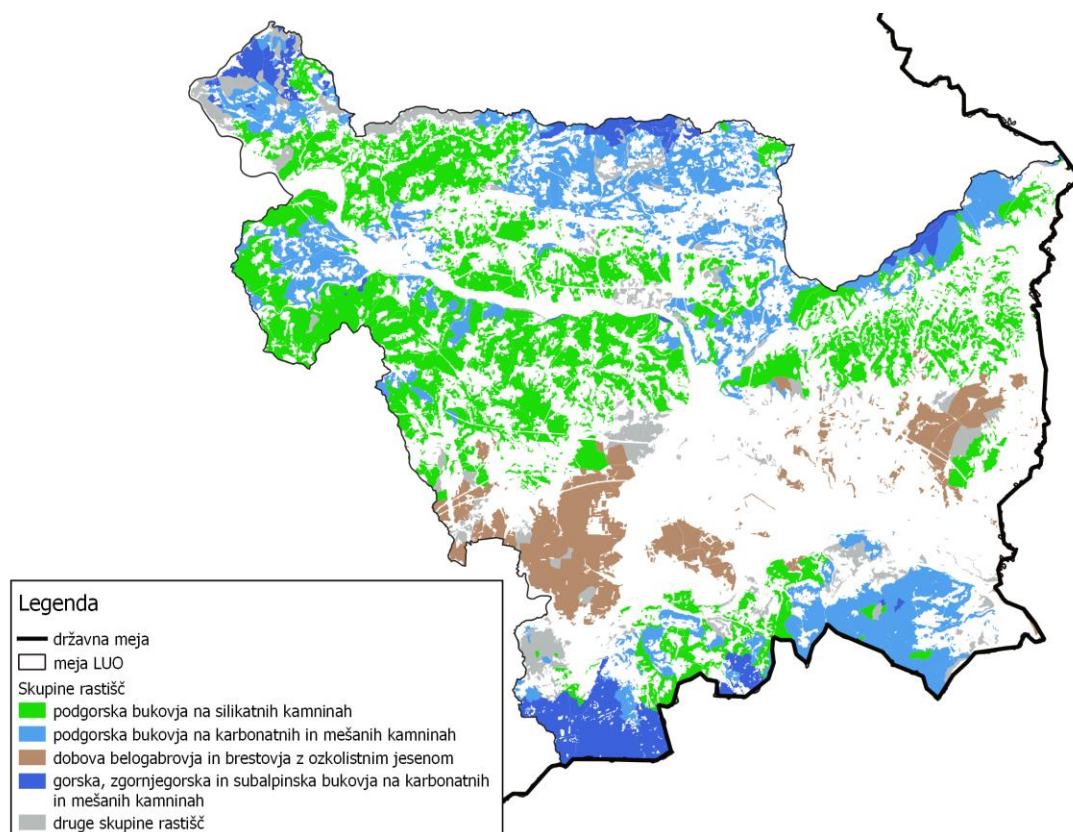 Legenda
državna meja
meja LUO
Skupine rastišč
podgorska bukovja na silikatnih kamninah
podgorska bukovja na karbonatnih in mešanih kamninah
dobova belogabrovja in brestovja z ozkolistnim jesenom
gorska, zgornjegorska in subalpinska bukovja na karbonatnih
in mešanih kamninah
druge skupine rastišč